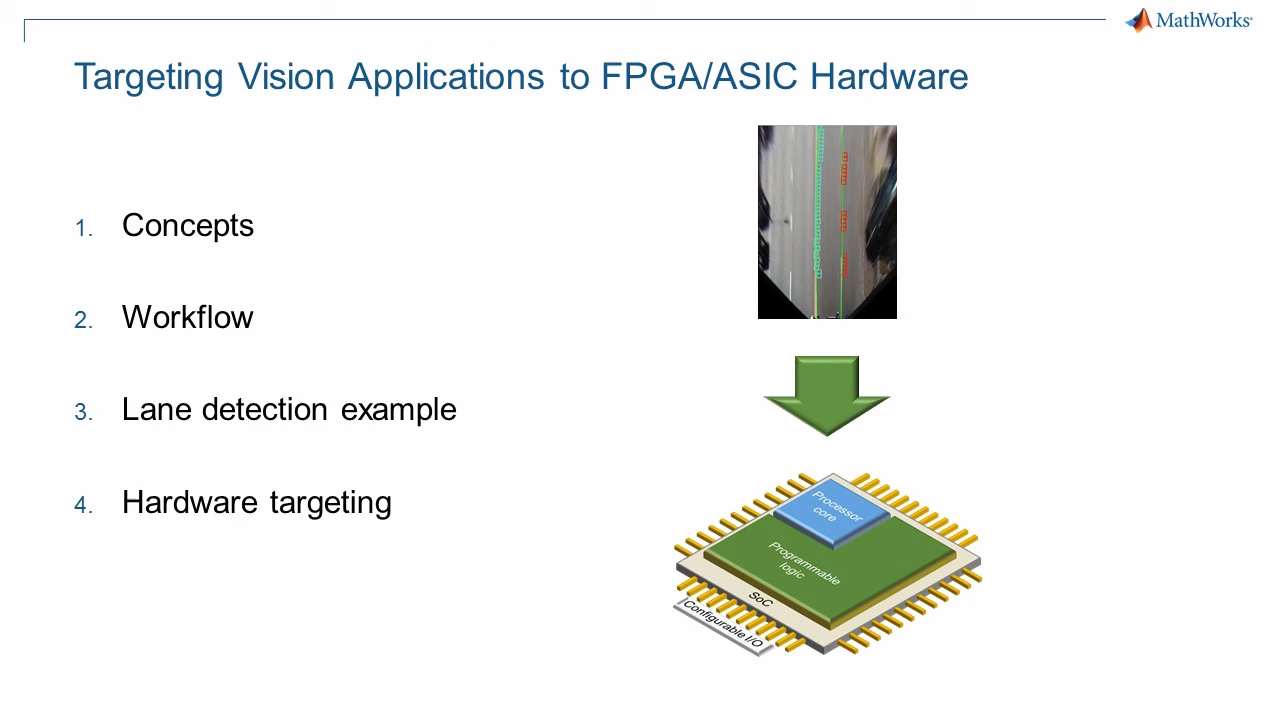 MathWorks
Targeting Vision Applications to FPGA/ASIC Hardware
1. Concepts
2. Workflow
3. Lane detection example
4. Hardware targeting
Processor
core
Programmable
logic
SoC
Configurable I/O